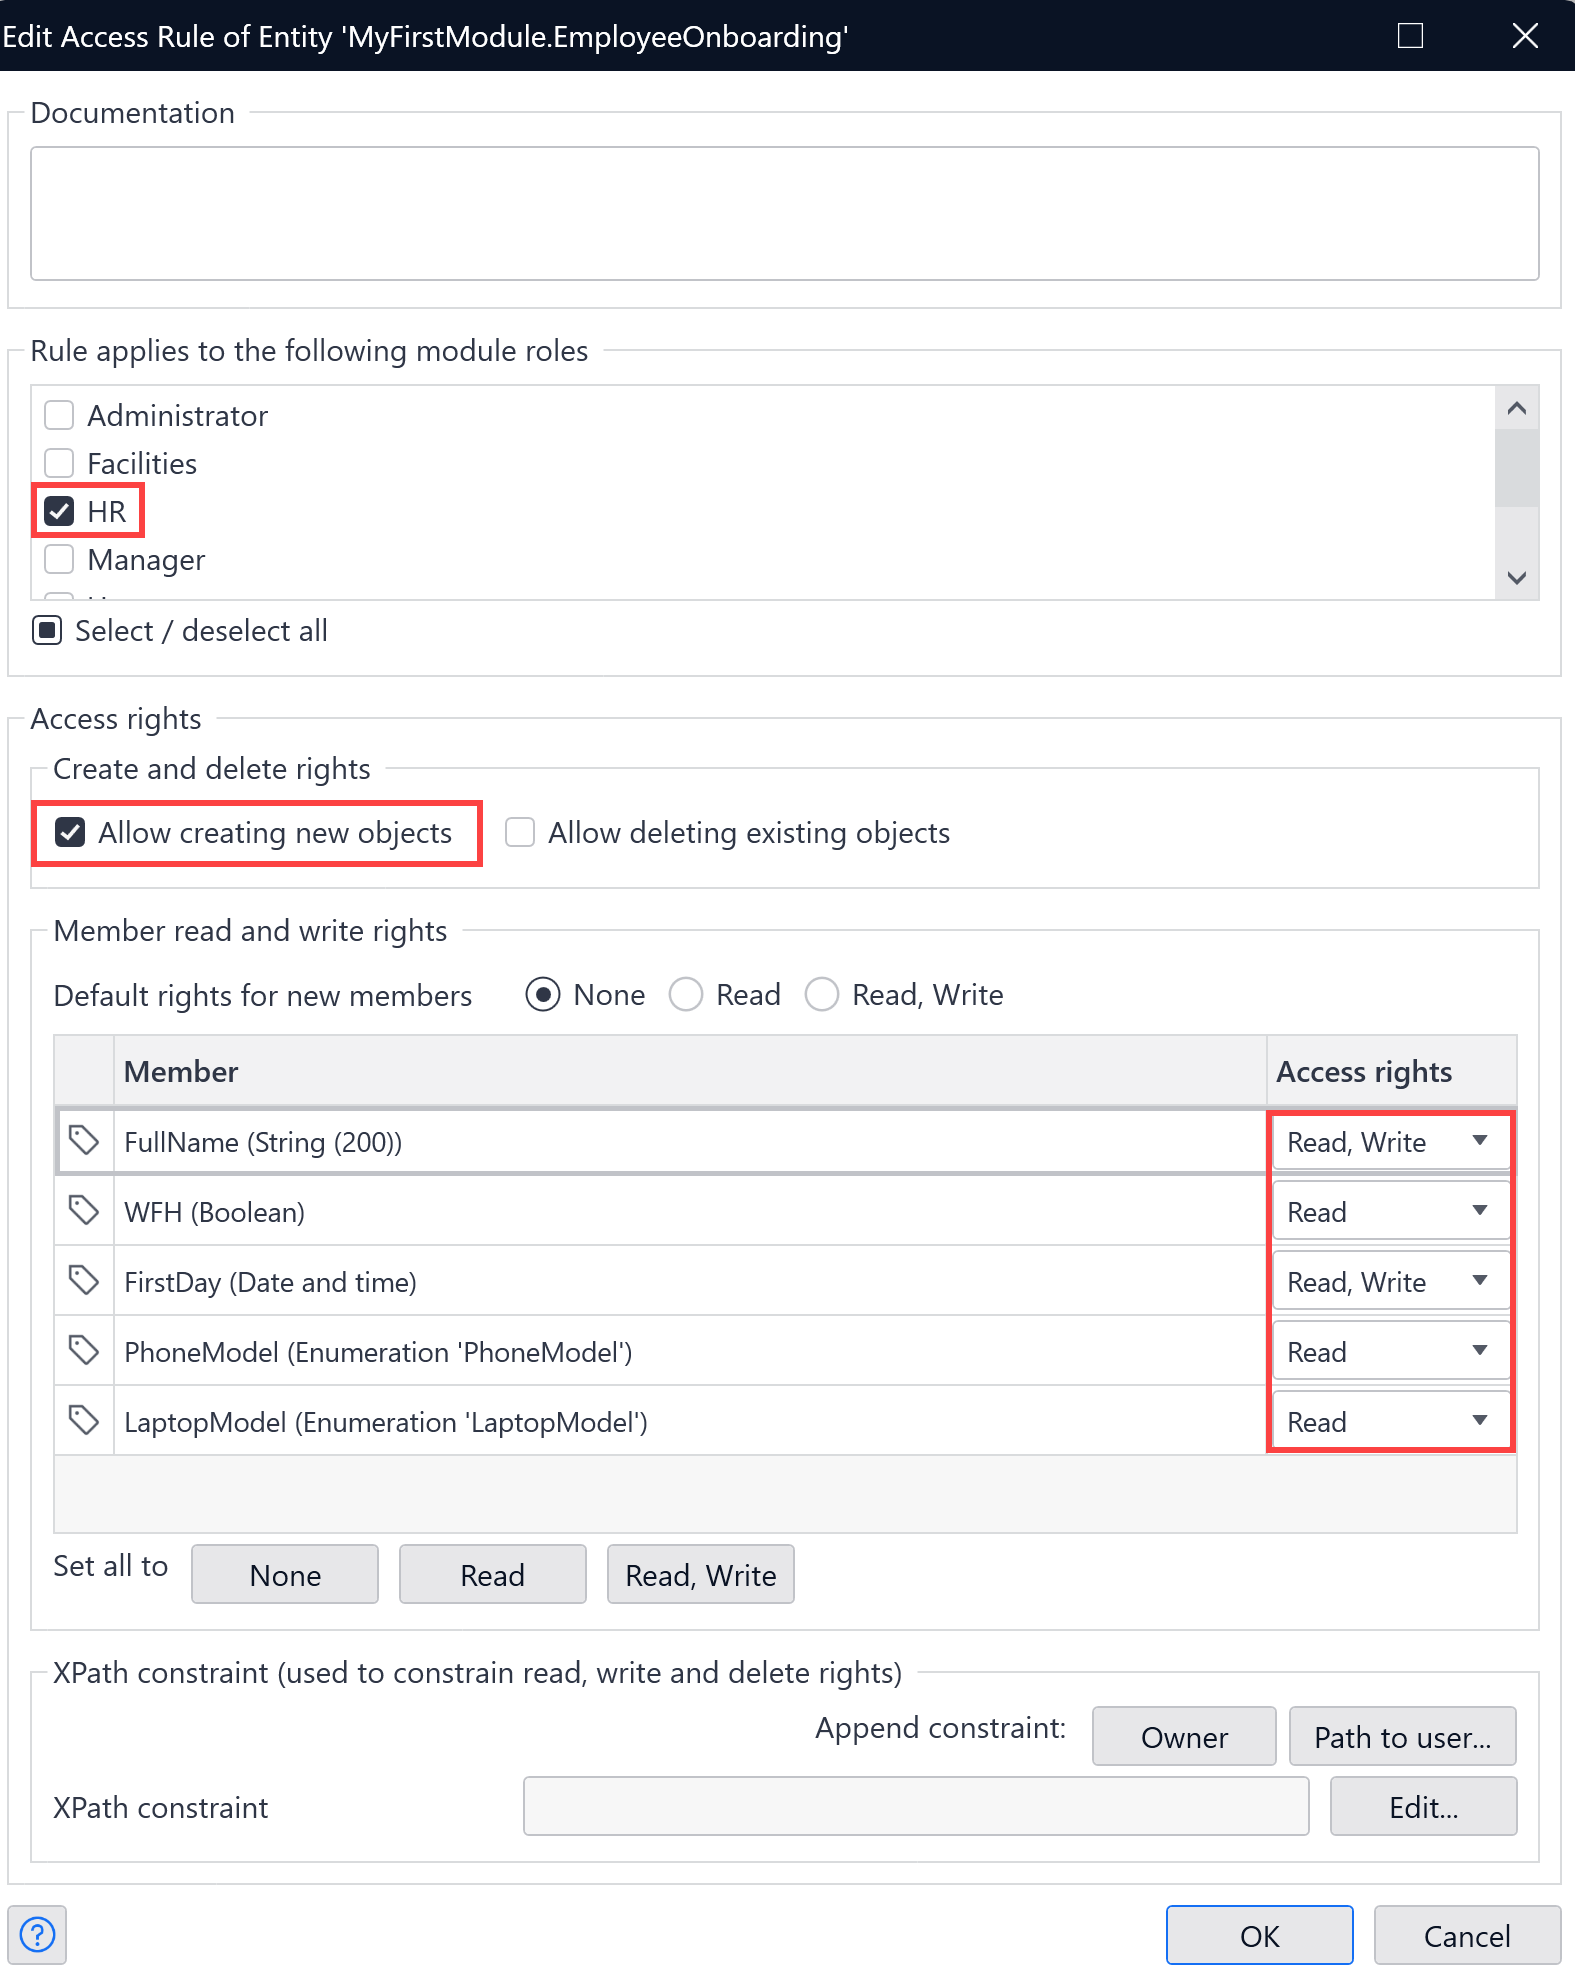 Edit Access Rule of Entity 'MyFirstModule.EmployeeOnboarding'
Documentation
Rule applies to the following module roles
Administrator
Facilities
HR
Manager
Select / deselect all
Access rights
Create and delete rights
Allow creating new objects
Allow deleting existing objects
Member read and write rights
Default rights for new members
None
Read
Read, Write
Member
Access rights
FullName (String (200))
Read, Write
WFH (Boolean)
Read
FirstDay (Date and time)
Read, Write
PhoneModel (Enumeration 'PhoneModel')
Read
LaptopModel (Enumeration 'LaptopModel')
Read
Set all to
None
Read
Read, Write
XPath constraint (used to constrain read, write and delete rights)
Append constraint:
Owner
Path to user...
XPath constraint
Edit...
?
OK
Cancel